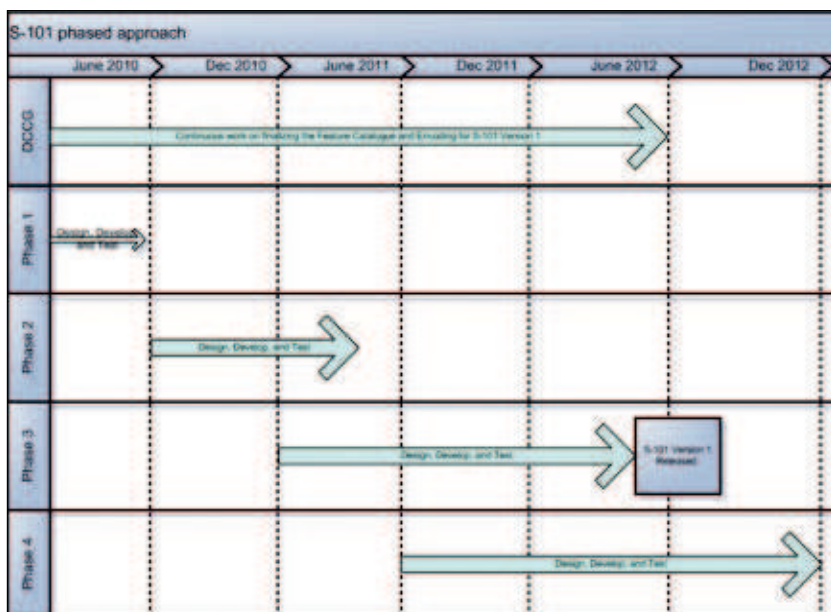 S-101 phased approach
June 2010
Dec 2010
June 2011
Dec 2011
June 2012
Dec 2012
DCCG
Continuous work on finalizing the Feature Catalogue and Encoding for S-101 Version 1
Phase 1
Design, Develop,
and Test
Phase 2
Design, Develop, and Test
Phase 3
Design, Develop, and Test
S-101 Version 1
Released
Phase 4
Design, Develop, and Test